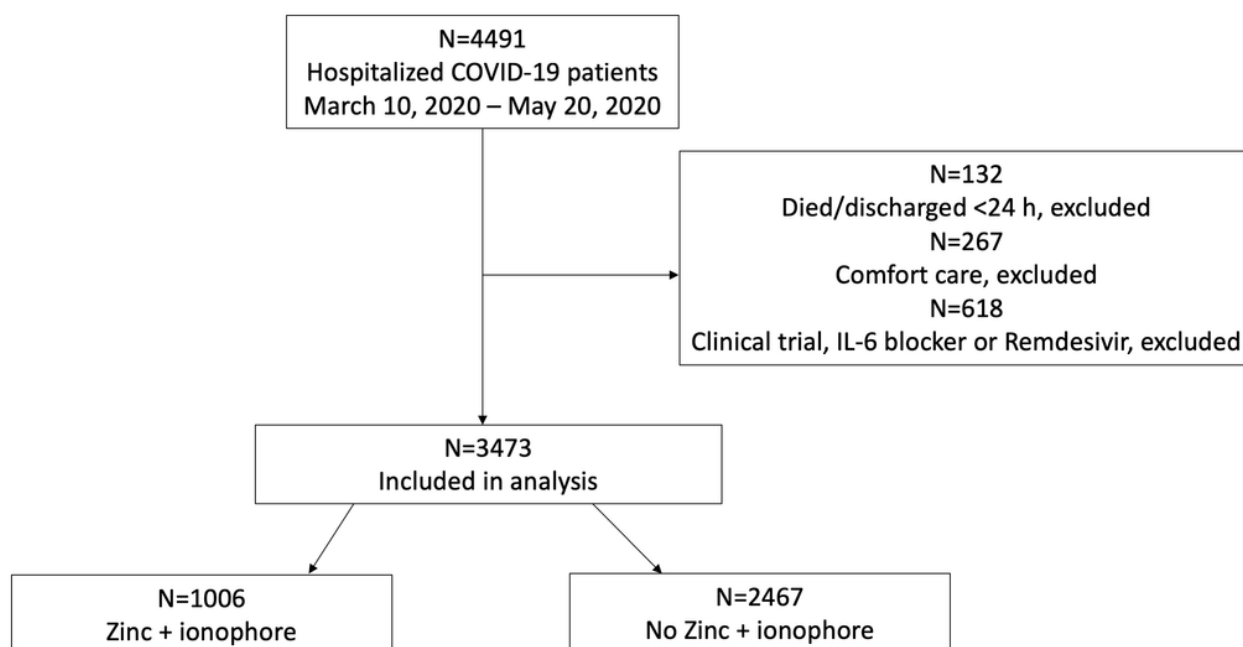 N=4491
Hospitalized COVID-19 patients
March 10, 2020 – May 20, 2020
N=132
Died/discharged <24 h, excluded
N=267
Comfort care, excluded
N=618
Clinical trial, IL-6 blocker or Remdesivir, excluded
N=3473
Included in analysis
N=1006
Zinc + ionophore
N=2467
No Zinc + ionophore